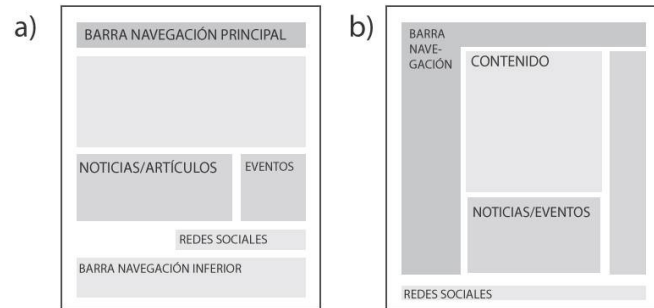 a)
BARRA NAVEGACIÓN PRINCIPAL
NOTICIAS/ARTÍCULOS
EVENTOS
REDES SOCIALES
BARRA NAVEGACIÓN INFERIOR
b)
BARRA
NAVE-
GACIÓN
CONTENIDO
NOTICIAS/EVENTOS
REDES SOCIALES